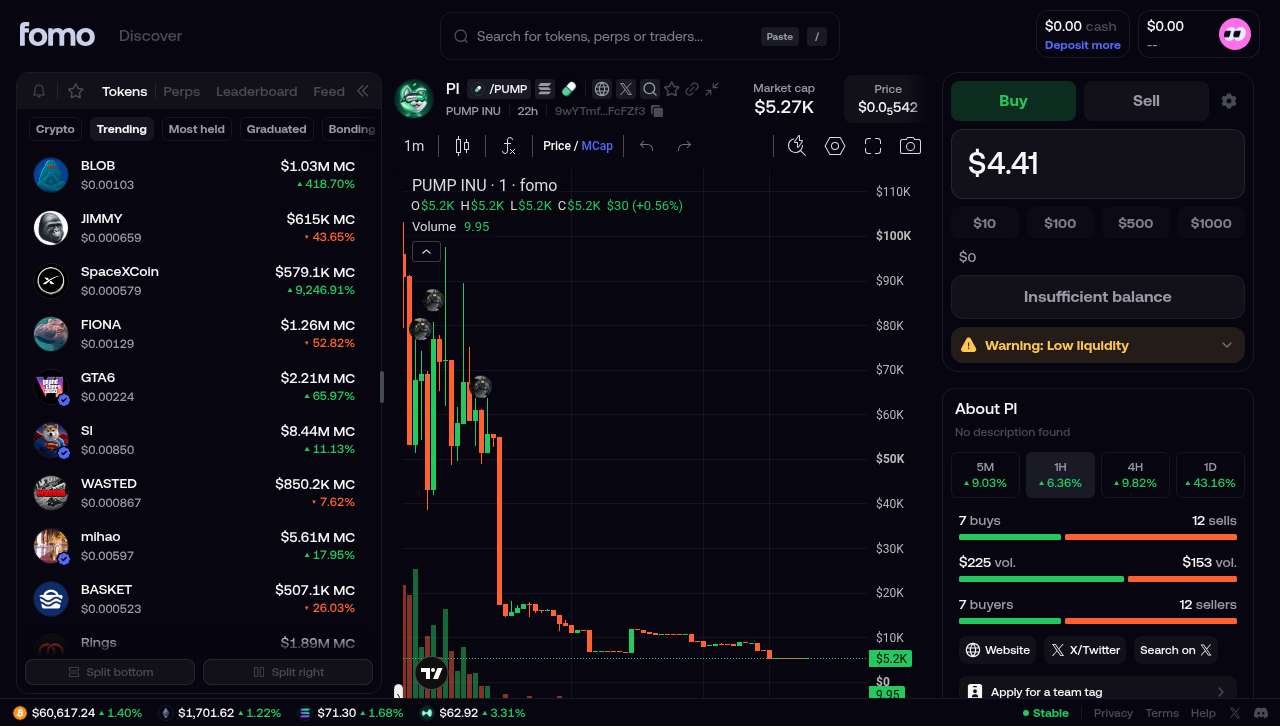 fomo
Discover
Search for tokens, perps or traders...
Paste
/
$0.00 cash
Deposit more
$0.00
--
Tokens
Perps
Leaderboard
Feed
Crypto
Trending
Most held
Graduated
Bonding
BLOB
$1.03M MC
$0.00103
418.70%
JIMMY
$615K MC
$0.000659
43.65%
SpaceXCoin
$579.1K MC
$0.000579
9,246.91%
FIONA
$1.26M MC
$0.00129
52.82%
GTA6
$2.21M MC
$0.00224
65.97%
SI
$8.44M MC
$0.00850
11.13%
WASTED
$850.2K MC
$0.000867
7.62%
mihao
$5.61M MC
$0.00597
17.95%
BASKET
$507.1K MC
$0.000523
26.03%
Rings
$1.89M MC
Split bottom
Split right
PI
/PUMP
PUMP INU
22h
9wYTmf...FcFZf3
Market cap
$5.27K
Price
$0.0₅542
1m
Price / MCap
PUMP INU · 1 · fomo
O$5.2K H$5.2K L$5.2K C$5.2K $30 (+0.56%)
Volume 9.95
$110K
$100K
$90K
$80K
$70K
$60K
$50K
$40K
$30K
$20K
$10K
$5.2K
$0
9.95
Buy
Sell
$4.41
$10
$100
$500
$1000
$0
Insufficient balance
Warning: Low liquidity
About PI
No description found
5M
9.03%
1H
6.36%
4H
9.82%
1D
43.16%
7 buys
12 sells
$225 vol.
$153 vol.
7 buyers
12 sellers
Website
X/Twitter
Search on X
Apply for a team tag
$60,617.24 1.40%
$1,701.62 1.22%
$71.30 1.68%
$62.92 3.31%
Stable
Privacy
Terms
Help